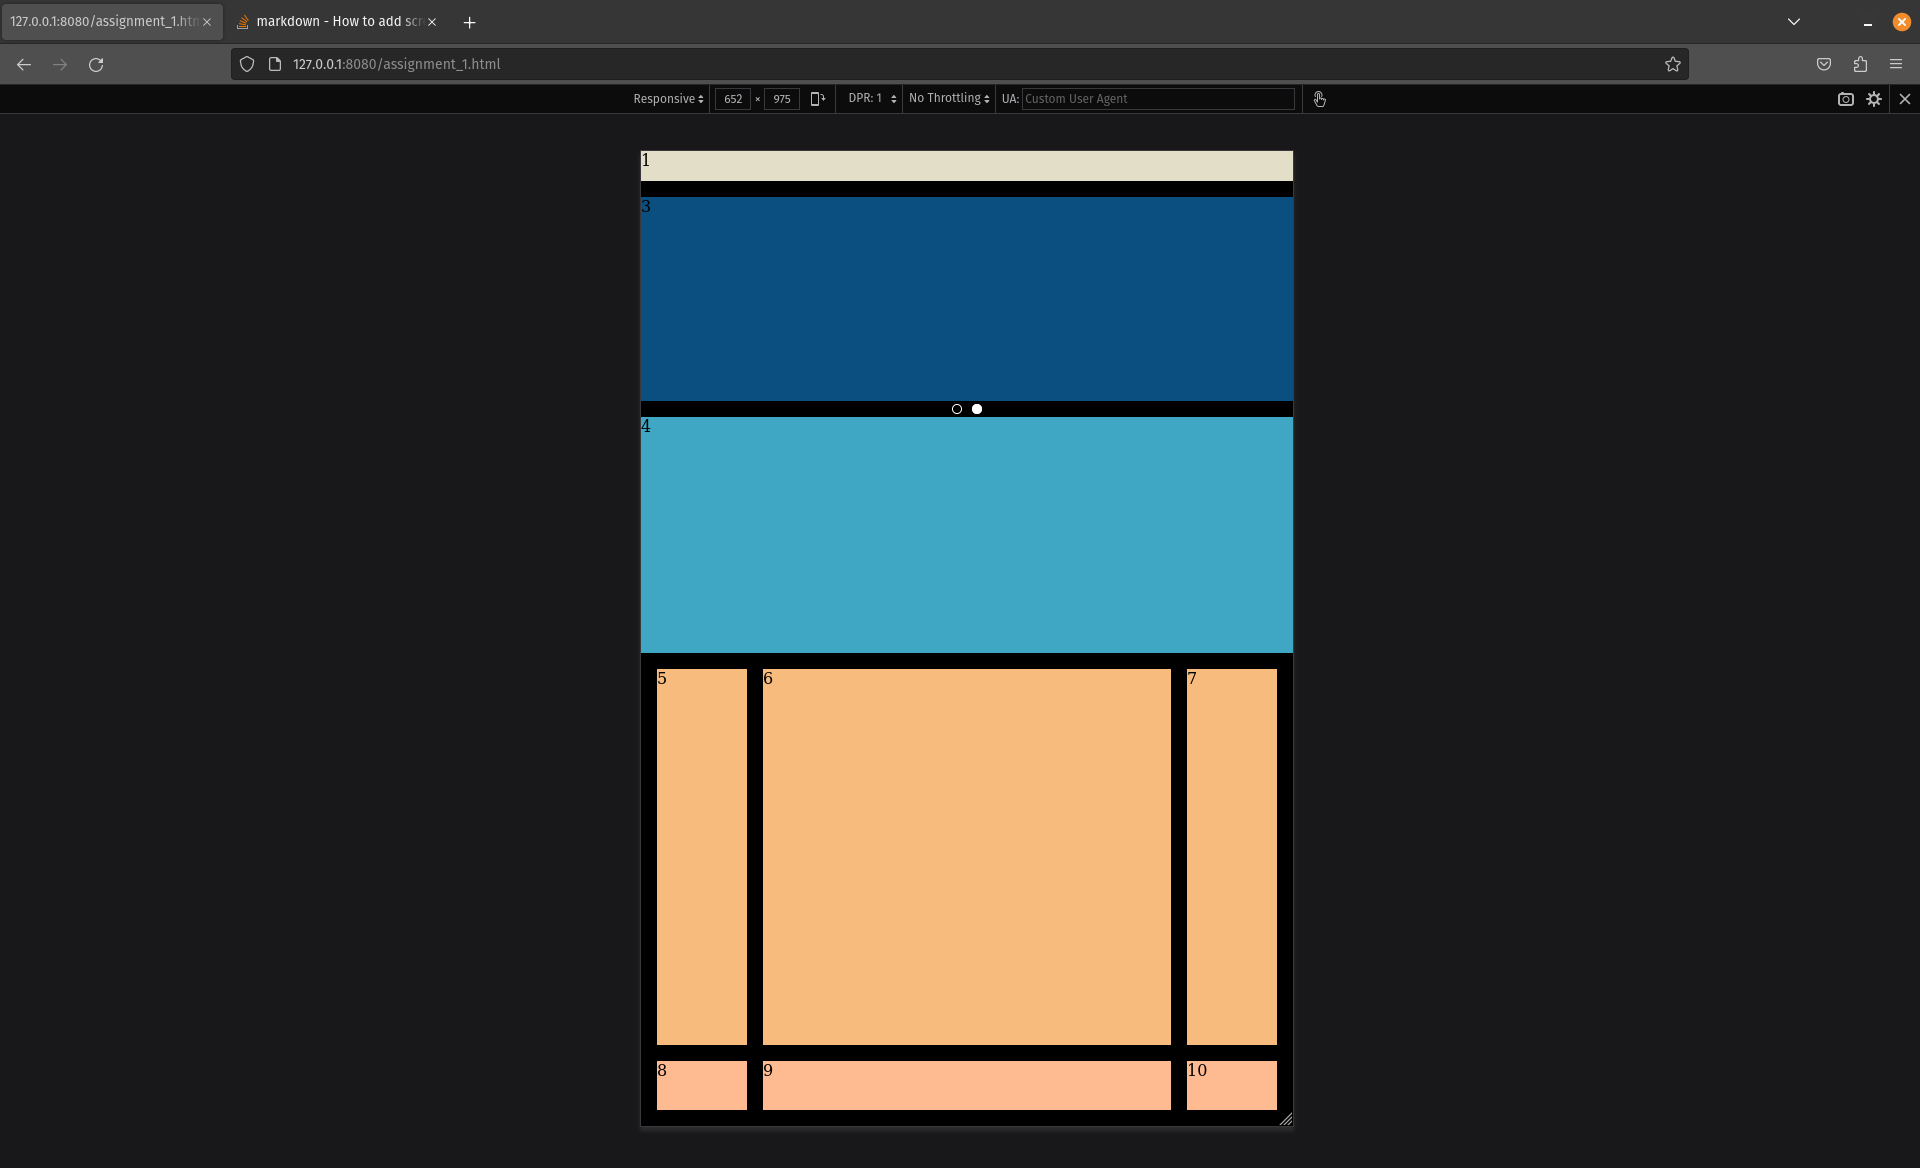 127.0.0.1:8080/assignment_1.htm
markdown - How to add scr
127.0.0.1:8080/assignment_1.html
Responsive 652 × 975 DPR: 1 No Throttling UA: Custom User Agent
1
3
4
5 6 7
8 9 10